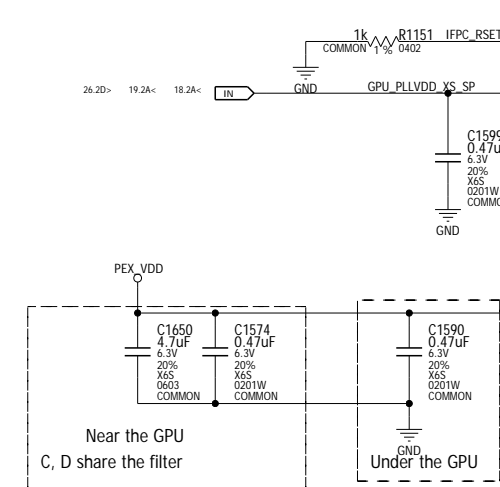 1k R1151 IFPC_RSET
COMMON 1% 0402
GND
26.2D> 19.2A< 18.2A< IN GPU_PLLVDD_XS_SP
C1599
0.47u
6.3V
20%
X6S
0201W
COMMO
GND
PEX_VDD
C1650
4.7uF
6.3V
20%
X6S
0603
COMMON
C1574
0.47uF
6.3V
20%
X6S
0201W
COMMON
C1590
0.47uF
6.3V
20%
X6S
0201W
COMMON
GND
Near the GPU
C, D share the filter
Under the GPU